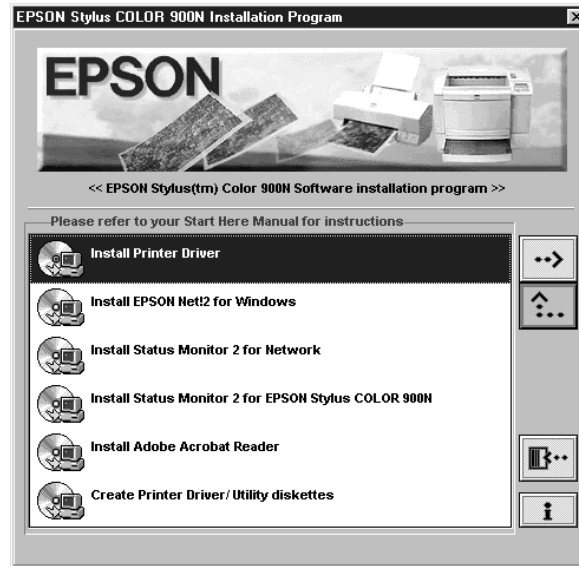 EPSON Stylus COLOR 900N Installation Program
EPSON
<< EPSON Stylus(tm) Color 900N Software installation program >>
Please refer to your Start Here Manual for instructions
Install Printer Driver
Install EPSON Net!2 for Windows
Install Status Monitor 2 for Network
Install Status Monitor 2 for EPSON Stylus COLOR 900N
Install Adobe Acrobat Reader
Create Printer Driver/Utility diskettes